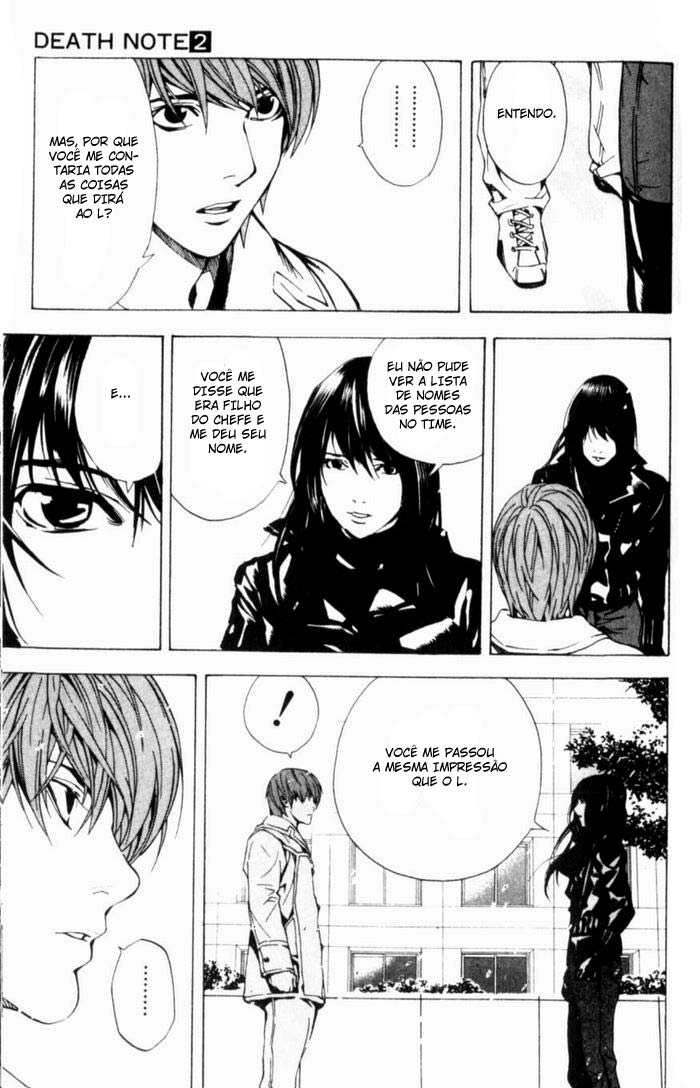 DEATH NOTE 2
ENTENDO.
........
MAS, POR QUE
VOCÊ ME CON-
TARIA TODAS
AS COISAS
QUE DIRÁ
AO L?
EU NÃO PUDE
VER A LISTA
DE NOMES
DAS PESSOAS
NO TIME.
VOCÊ ME
DISSE QUE
ERA FILHO
DO CHEFE
E ME DEU SEU
NOME.
E...
VOCÊ ME PASSOU
A MESMA IMPRESSÃO
QUE O L.
!
......